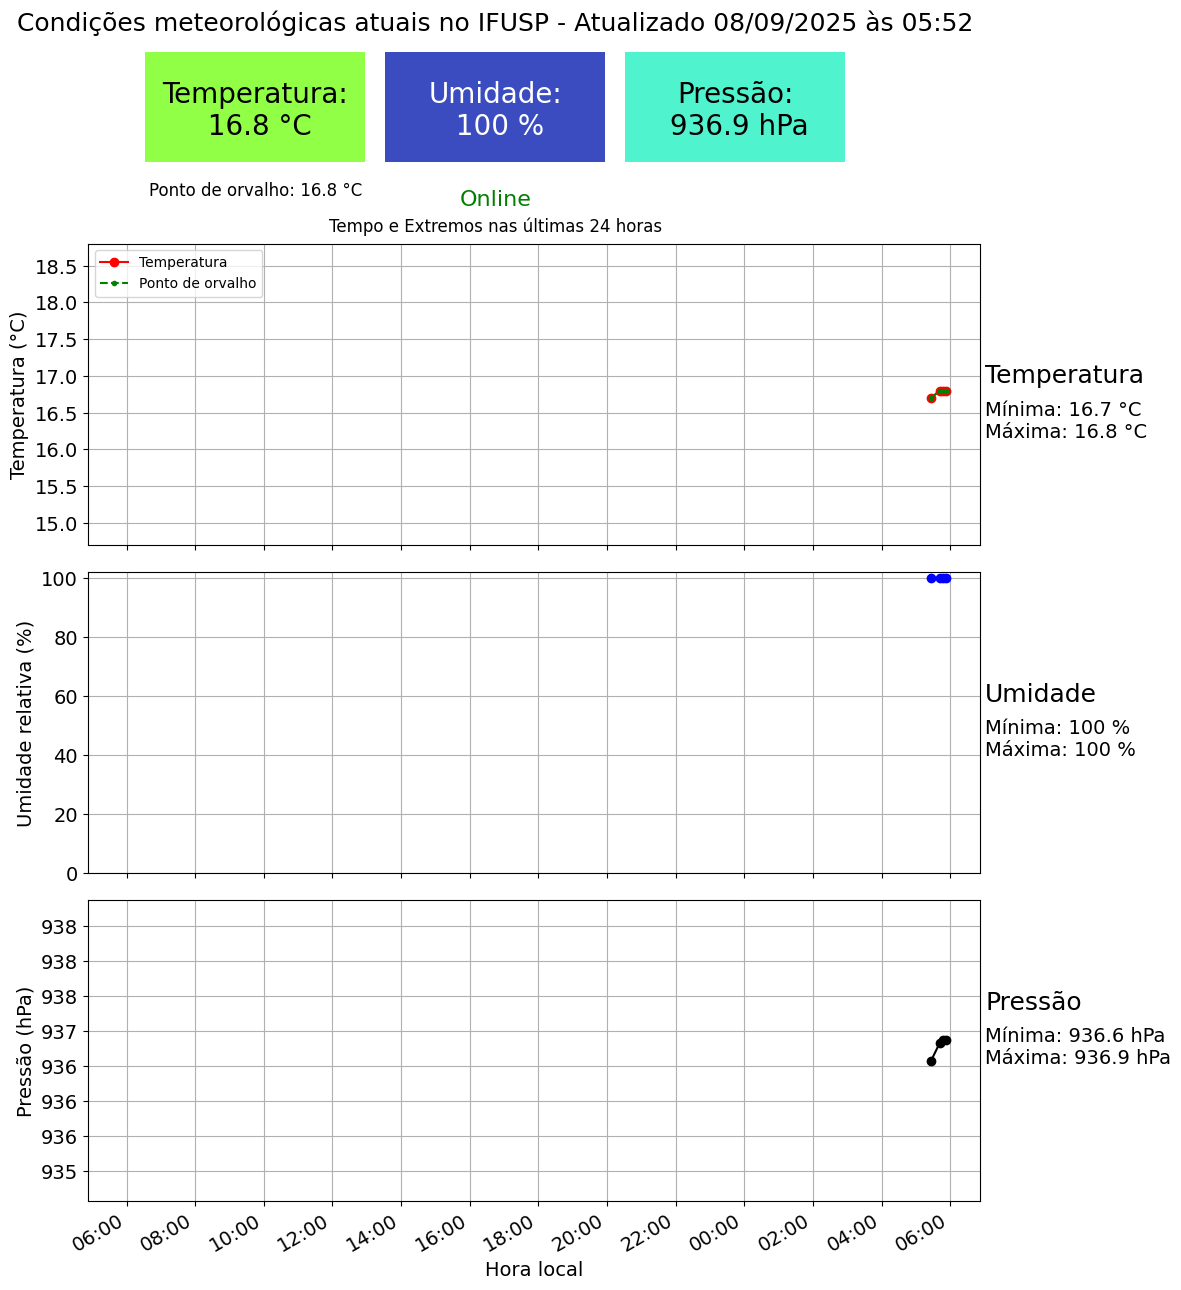 Condições meteorológicas atuais no IFUSP - Atualizado 08/09/2025 às 05:52
Temperatura:
16.8 °C
Umidade:
100 %
Pressão:
936.9 hPa
Ponto de orvalho: 16.8 °C
Online
Tempo e Extremos nas últimas 24 horas
Temperatura
Ponto de orvalho
Temperatura (°C)
18.5
18.0
17.5
17.0
16.5
16.0
15.5
15.0
Temperatura
Mínima: 16.7 °C
Máxima: 16.8 °C
Umidade relativa (%)
100
80
60
40
20
0
Umidade
Mínima: 100 %
Máxima: 100 %
Pressão (hPa)
938
938
938
937
936
936
936
935
Pressão
Mínima: 936.6 hPa
Máxima: 936.9 hPa
06:00 08:00 10:00 12:00 14:00 16:00 18:00 20:00 22:00 00:00 02:00 04:00 06:00
Hora local